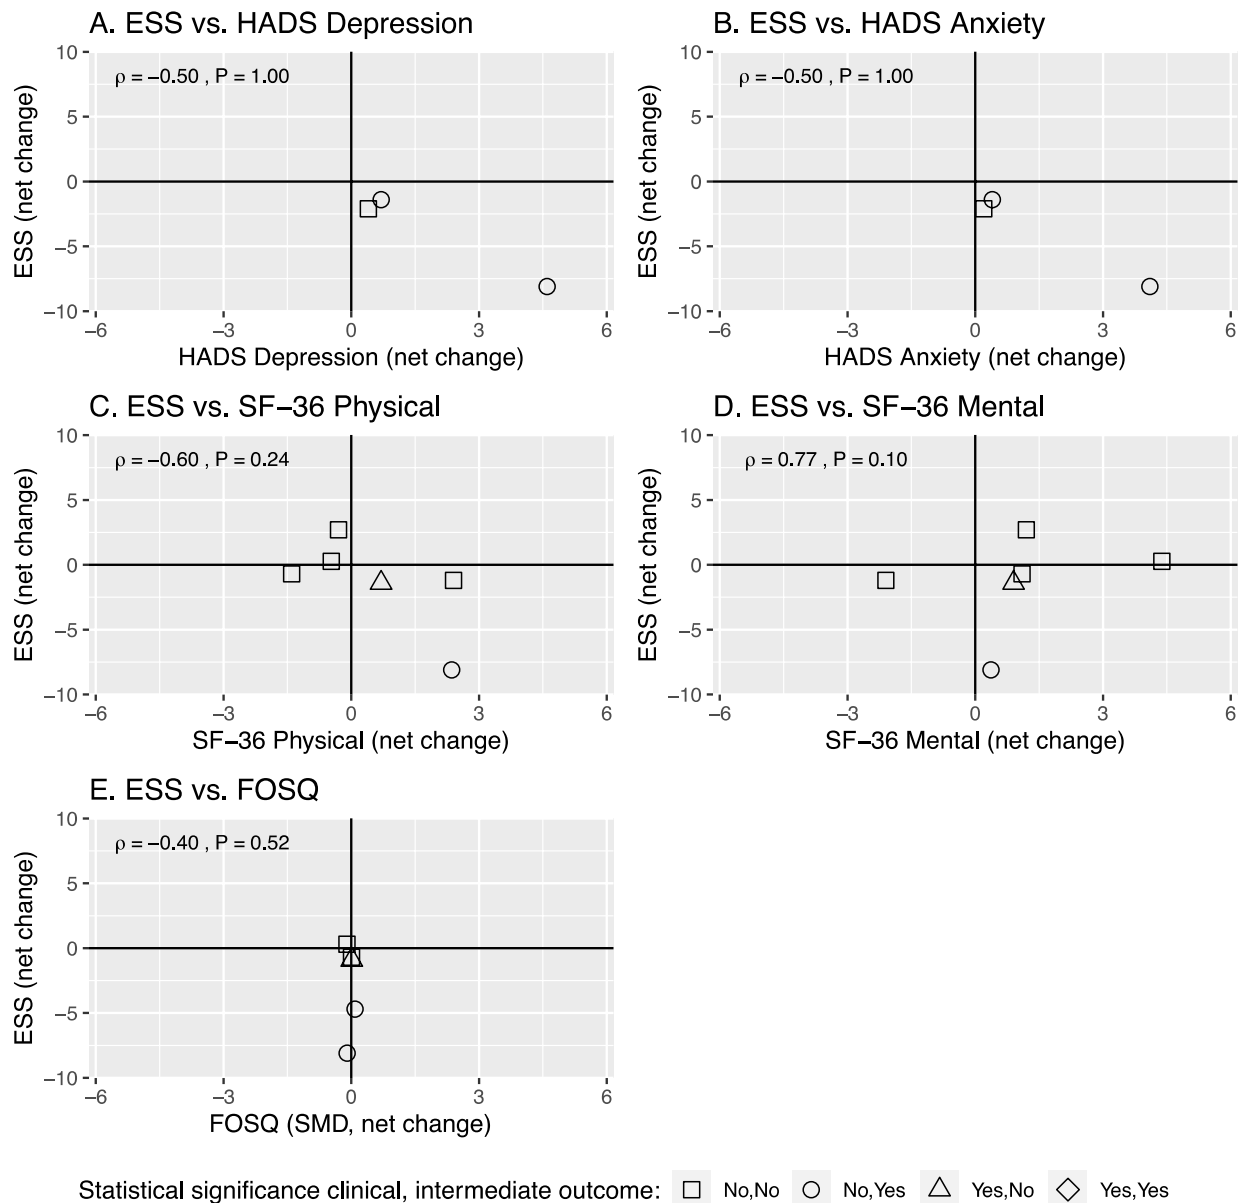 A. ESS vs. HADS Depression
ρ = −0.50 , P = 1.00
ESS (net change)
10
5
0
−5
−10
−6 −3 0 3 6
HADS Depression (net change)
B. ESS vs. HADS Anxiety
ρ = −0.50 , P = 1.00
ESS (net change)
10
5
0
−5
−10
−6 −3 0 3 6
HADS Anxiety (net change)
C. ESS vs. SF−36 Physical
ρ = −0.60 , P = 0.24
ESS (net change)
10
5
0
−5
−10
−6 −3 0 3 6
SF−36 Physical (net change)
D. ESS vs. SF−36 Mental
ρ = 0.77 , P = 0.10
ESS (net change)
10
5
0
−5
−10
−6 −3 0 3 6
SF−36 Mental (net change)
E. ESS vs. FOSQ
ρ = −0.40 , P = 0.52
ESS (net change)
10
5
0
−5
−10
−6 −3 0 3 6
FOSQ (SMD, net change)
Statistical significance clinical, intermediate outcome: No,No No,Yes Yes,No Yes,Yes